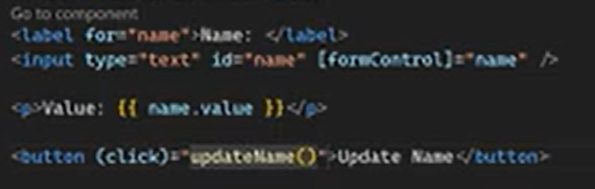 Go to component
<label for="name">Name: </label>
<input type="text" id="name" [formControl]="name" />
<p>Value: {{ name.value }}</p>
<button (click)="updateName()">Update Name</button>